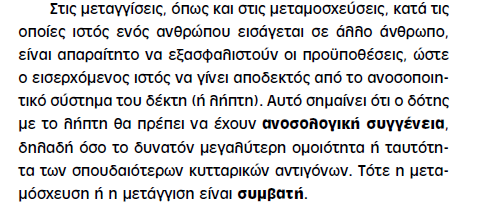 Στις μεταγγίσεις, όπως και στις μεταμοσχεύσεις, κατά τις
οποίες ιστός ενός ανθρώπου εισάγεται σε άλλο άνθρωπο,
είναι απαραίτητο να εξασφαλιστούν οι προϋποθέσεις, ώστε
ο εισερχόμενος ιστός να γίνει αποδεκτός από το ανοσοποιη-
τικό σύστημα του δέκτη (ή λήπτη). Αυτό σημαίνει ότι ο δότης
με το λήπτη θα πρέπει να έχουν ανοσολογική συγγένεια,
δηλαδή όσο το δυνατόν μεγαλύτερη ομοιότητα ή ταυτότη-
τα των σπουδαιότερων κυτταρικών αντιγόνων. Τότε η μετα-
μόσχευση ή η μετάγγιση είναι συμβατή.